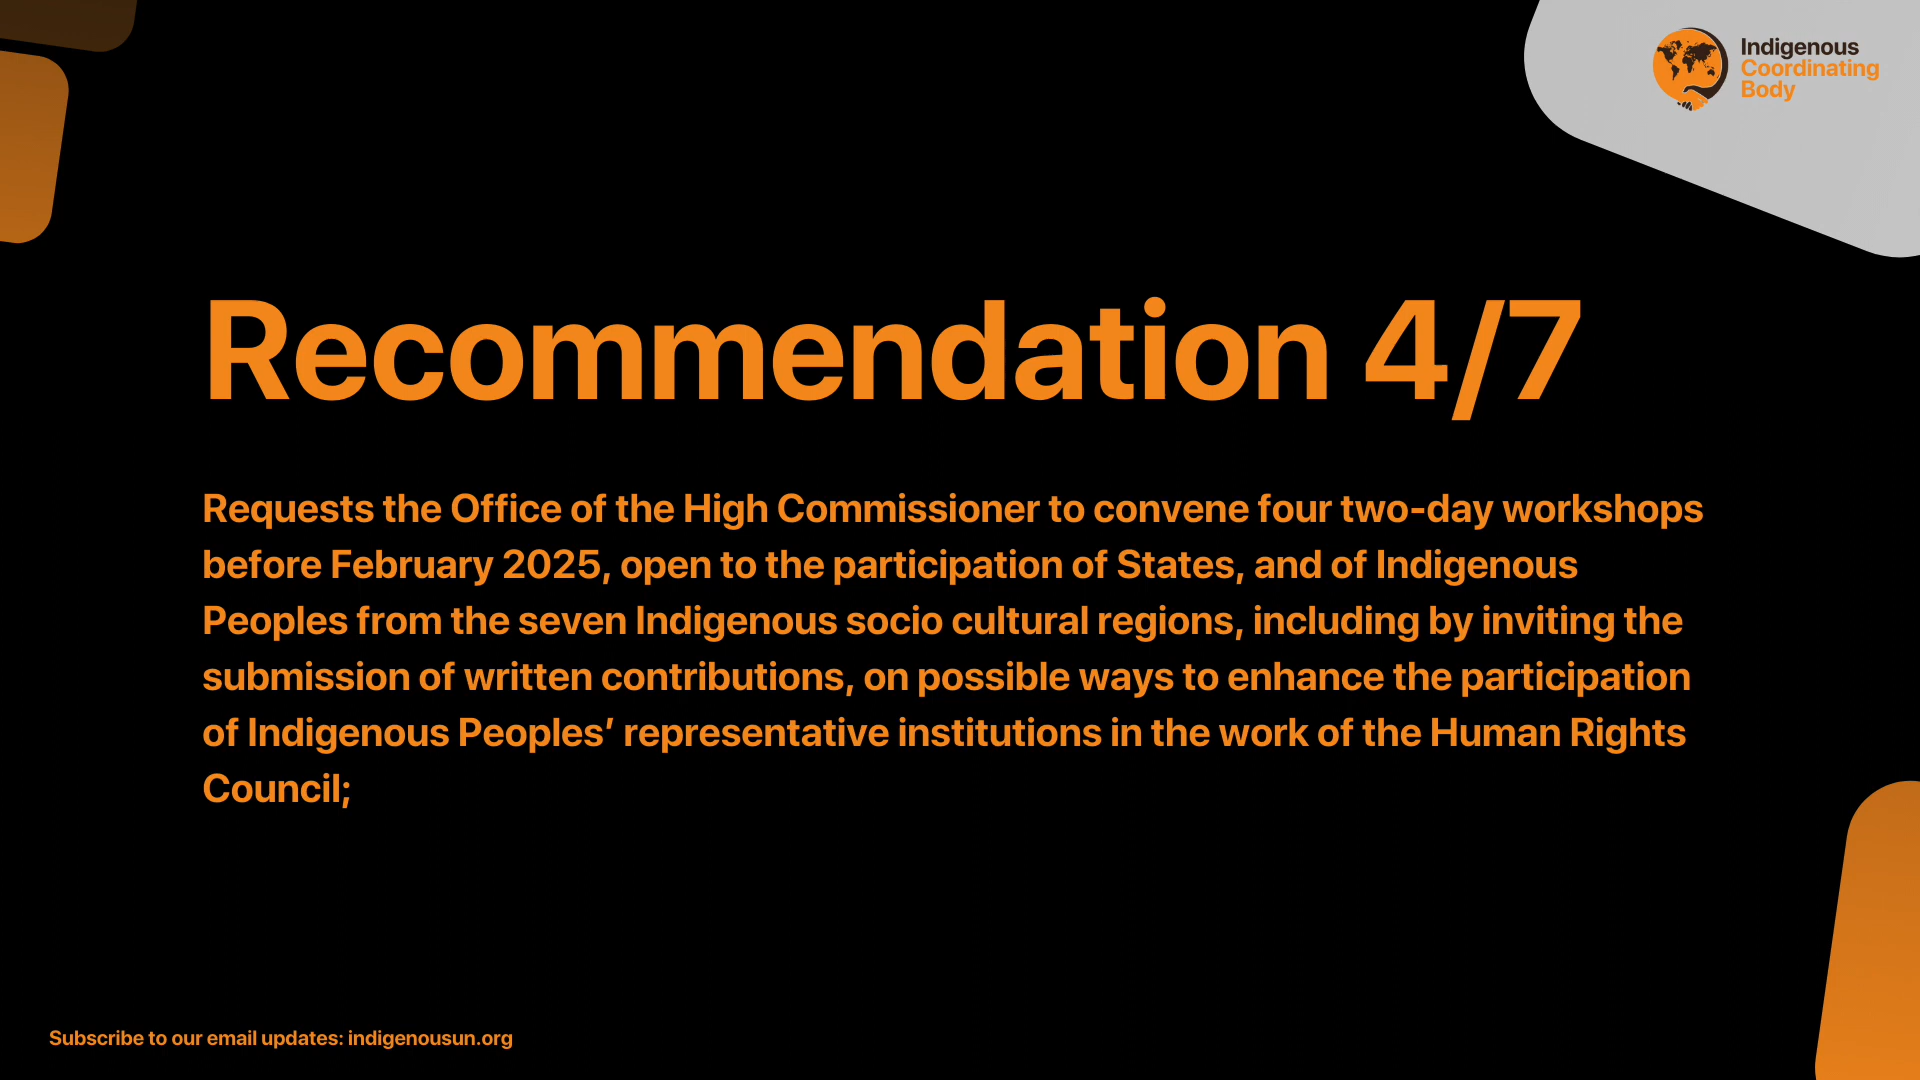 Indigenous
Coordinating
Body
Recommendation 4/7
Requests the Office of the High Commissioner to convene four two-day workshops
before February 2025, open to the participation of States, and of Indigenous
Peoples from the seven Indigenous socio cultural regions, including by inviting the
submission of written contributions, on possible ways to enhance the participation
of Indigenous Peoples’ representative institutions in the work of the Human Rights
Council;
Subscribe to our email updates: indigenousun.org